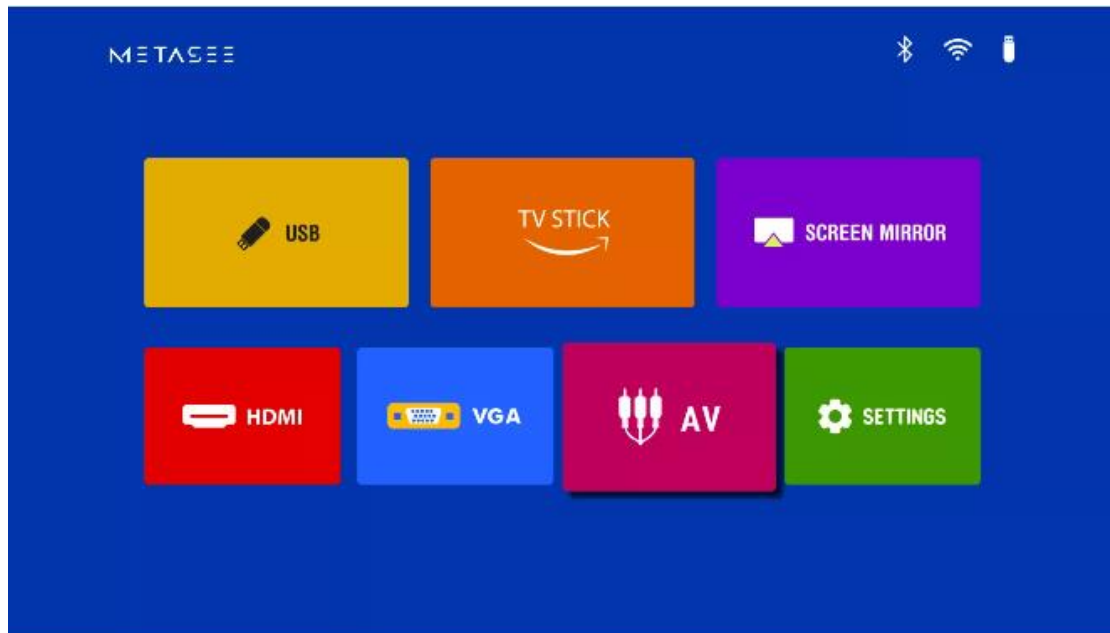 METASEE
USB
TV STICK
SCREEN MIRROR
HDMI
VGA
AV
SETTINGS